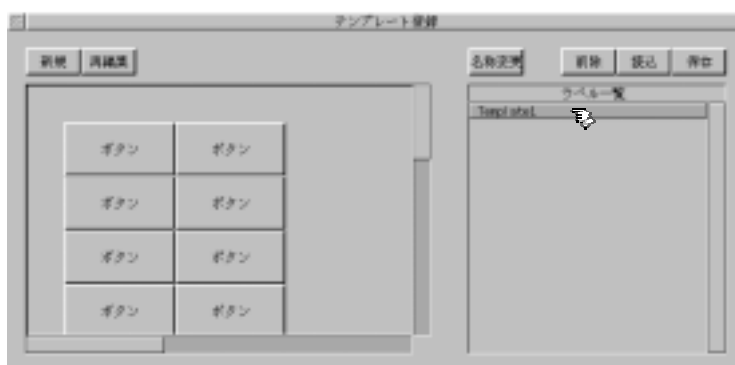 テンプレート登録
新規 再編集
名称変更 削除 読込 保存
ラベル一覧
Template1
ボタン ボタン
ボタン ボタン
ボタン ボタン
ボタン ボタン